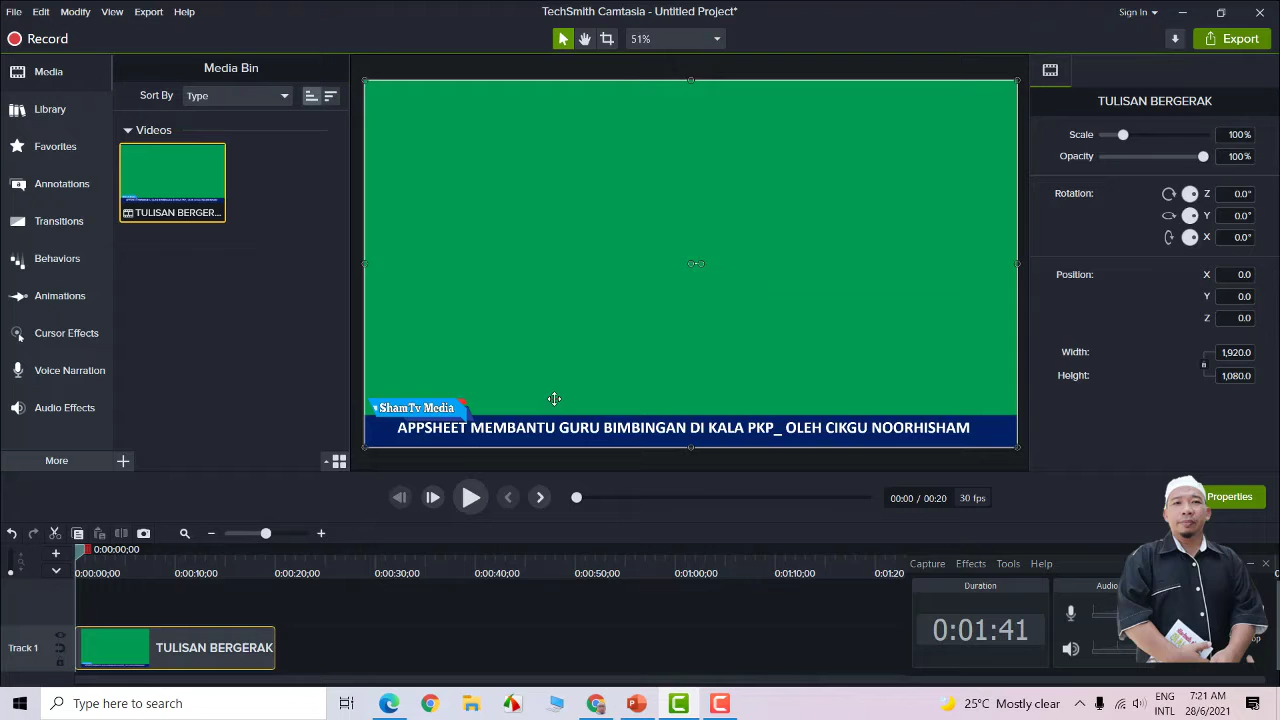 File Edit Modify View Export Help
TechSmith Camtasia - Untitled Project*
Sign In
Record
51%
Export
Media
Library
Favorites
Annotations
Transitions
Behaviors
Animations
Cursor Effects
Voice Narration
Audio Effects
More
Media Bin
Sort By Type
Videos
TULISAN BERGER...
ShamTv Media
APPSHEET MEMBANTU GURU BIMBINGAN DI KALA PKP_ OLEH CIKGU NOORHISHAM
TULISAN BERGERAK
Scale 100%
Opacity 100%
Rotation: Z 0.0°
Y 0.0°
X 0.0°
Position: X 0.0
Y 0.0
Z 0.0
Width: 1,920.0
Height: 1,080.0
00:00 / 00:20 30 fps
Properties
0:00:00;00
0:00:00;00 0:00:10;00 0:00:20;00 0:00:30;00 0:00:40;00 0:00:50;00 0:01:00;00 0:01:10;00 0:01:20
Track 1
TULISAN BERGERAK
Capture Effects Tools Help
Duration
0:01:41
Audio
Type here to search
25°C Mostly clear
ENG
INTL
7:21 AM
28/6/2021